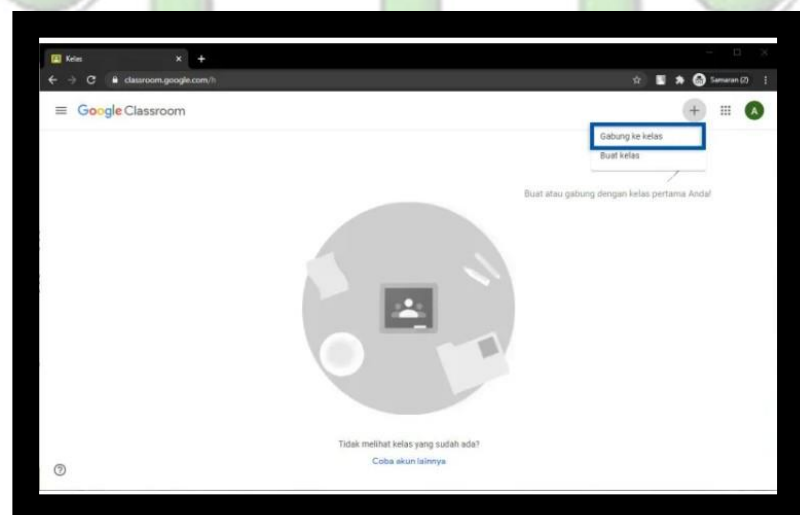 Kelas
classroom.google.com/h
Samaran (2)
Google Classroom
A
Gabung ke kelas
Buat kelas
Buat atau gabung dengan kelas pertama Anda!
Tidak melihat kelas yang sudah ada?
Coba akun lainnya